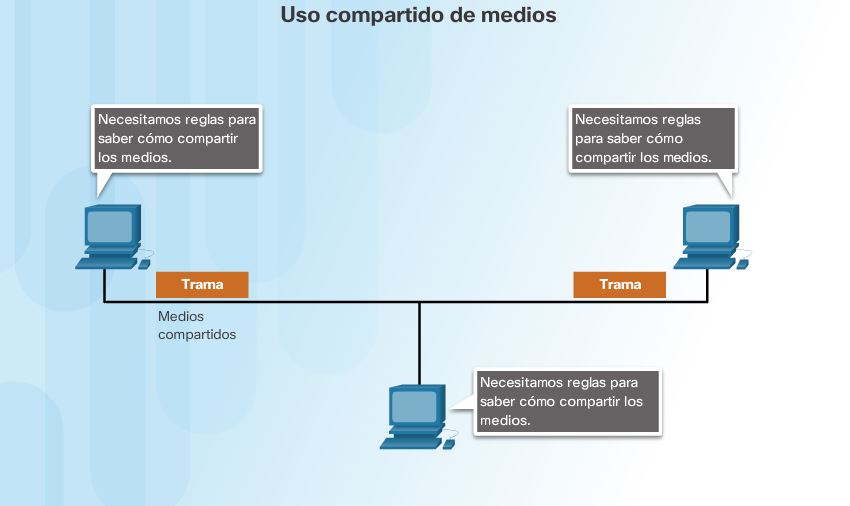 Uso compartido de medios
Necesitamos reglas para
saber cómo compartir
los medios.
Necesitamos reglas
para saber cómo
compartir los medios.
Trama
Trama
Medios
compartidos
Necesitamos reglas para
saber cómo compartir los
medios.